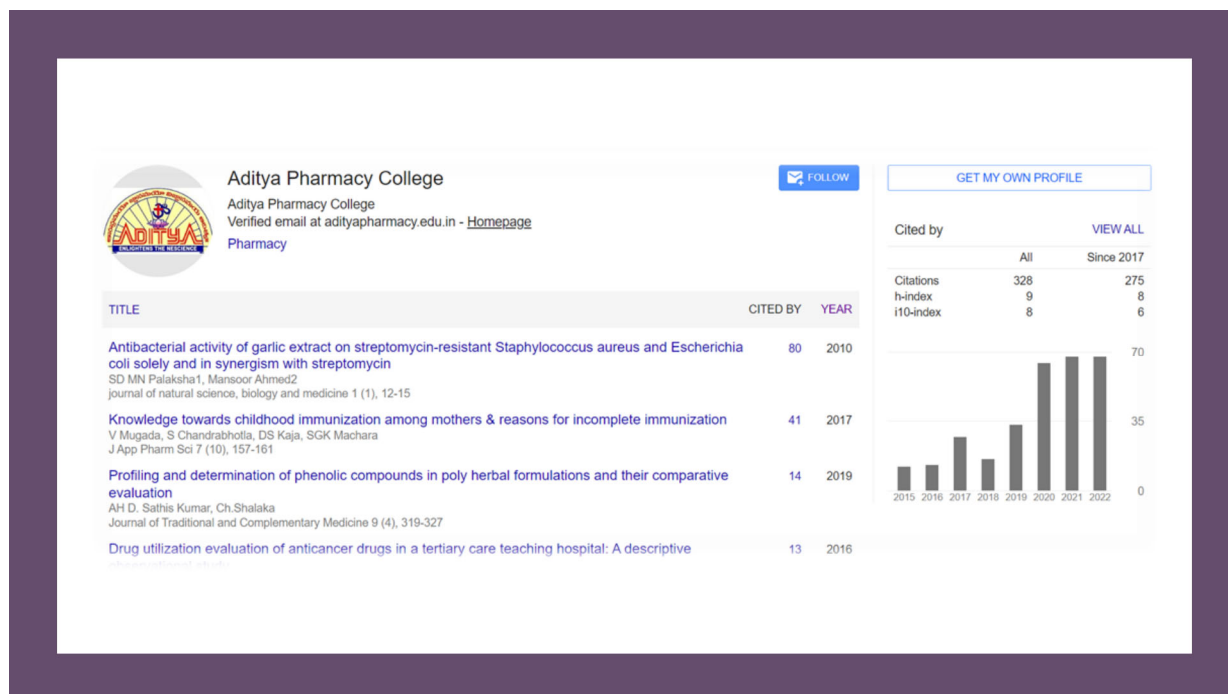 Aditya Pharmacy College
Aditya Pharmacy College
Verified email at adityapharmacy.edu.in - Homepage
Pharmacy
ADITYA
ENLIGHTENS THE NESCIENCE
FOLLOW
TITLE CITED BY YEAR
Antibacterial activity of garlic extract on streptomycin-resistant Staphylococcus aureus and Escherichia 80 2010
coli solely and in synergism with streptomycin
SD MN Palaksha1, Mansoor Ahmed2
journal of natural science, biology and medicine 1 (1), 12-15
Knowledge towards childhood immunization among mothers & reasons for incomplete immunization 41 2017
V Mugada, S Chandrabhotla, DS Kaja, SGK Machara
J App Pharm Sci 7 (10), 157-161
Profiling and determination of phenolic compounds in poly herbal formulations and their comparative 14 2019
evaluation
AH D. Sathis Kumar, Ch.Shalaka
Journal of Traditional and Complementary Medicine 9 (4), 319-327
Drug utilization evaluation of anticancer drugs in a tertiary care teaching hospital: A descriptive 13 2016
GET MY OWN PROFILE
Cited by VIEW ALL
All Since 2017
Citations 328 275
h-index 9 8
i10-index 8 6
70
35
0
2015 2016 2017 2018 2019 2020 2021 2022